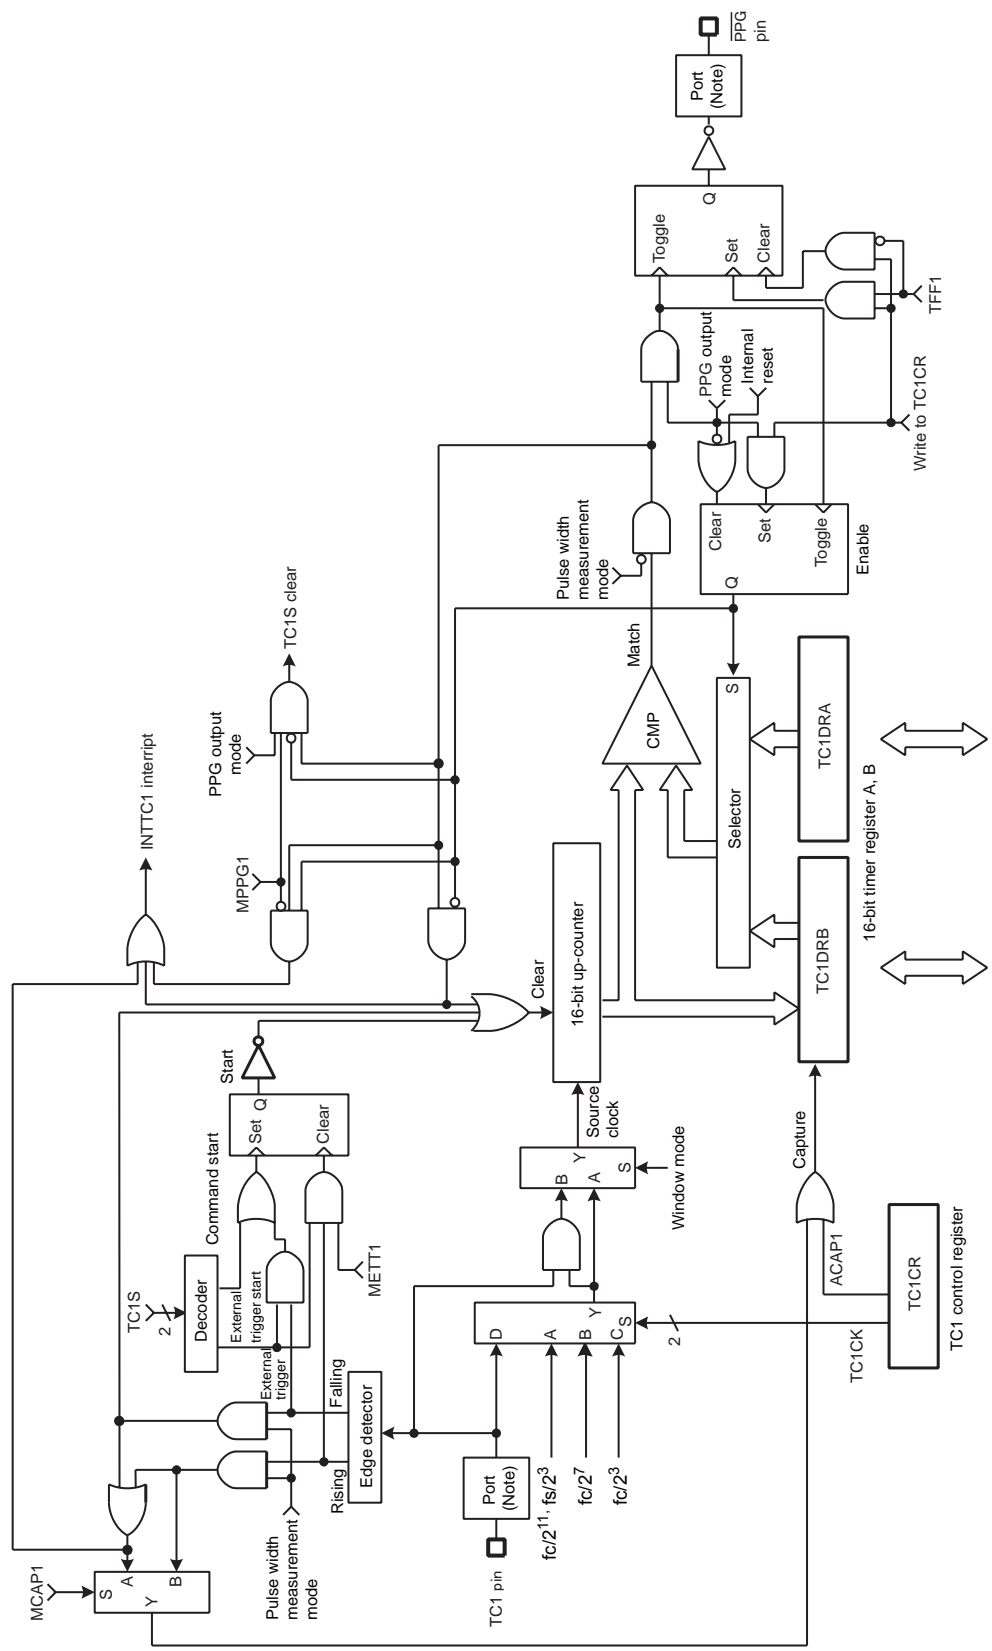 MCAP1
S
A
B
Y
Pulse width
measurement
mode
TC1S
2
Decoder
External
trigger start
External
trigger
Command start
Set
Q
Clear
Start
METT1
Falling
Rising
Edge detector
INTTC1 interript
MPPG1
PPG output
mode
TC1S clear
TC1 pin
Port
(Note)
fc/2^11, fs/2^3
fc/2^7
fc/2^3
D
A
B
C
S
Y
2
B
A
S
Y
Window mode
Source
clock
Clear
16-bit up-counter
CMP
Match
Pulse width
measurement
mode
PPG output
mode
Internal
reset
Toggle
Set
Clear
Q
Port
(Note)
PPG
pin
TFF1
Write to TC1CR
Clear
Set
Toggle
Q
Enable
S
Selector
TC1DRA
TC1DRB
16-bit timer register A, B
Capture
ACAP1
TC1CK
TC1CR
TC1 control register